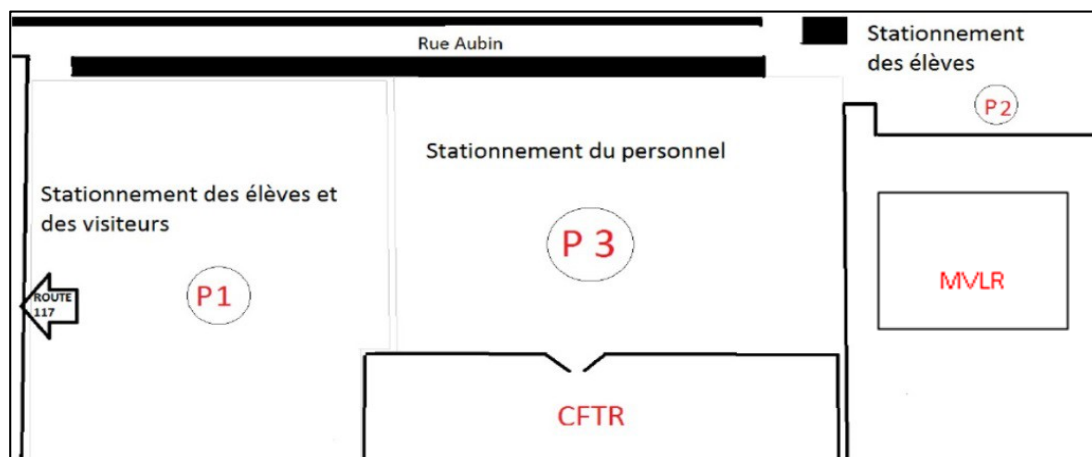 Rue Aubin
Stationnement
des élèves
P2
Stationnement du personnel
Stationnement des élèves et
des visiteurs
P 3
P1
ROUTE
117
MVLR
CFTR